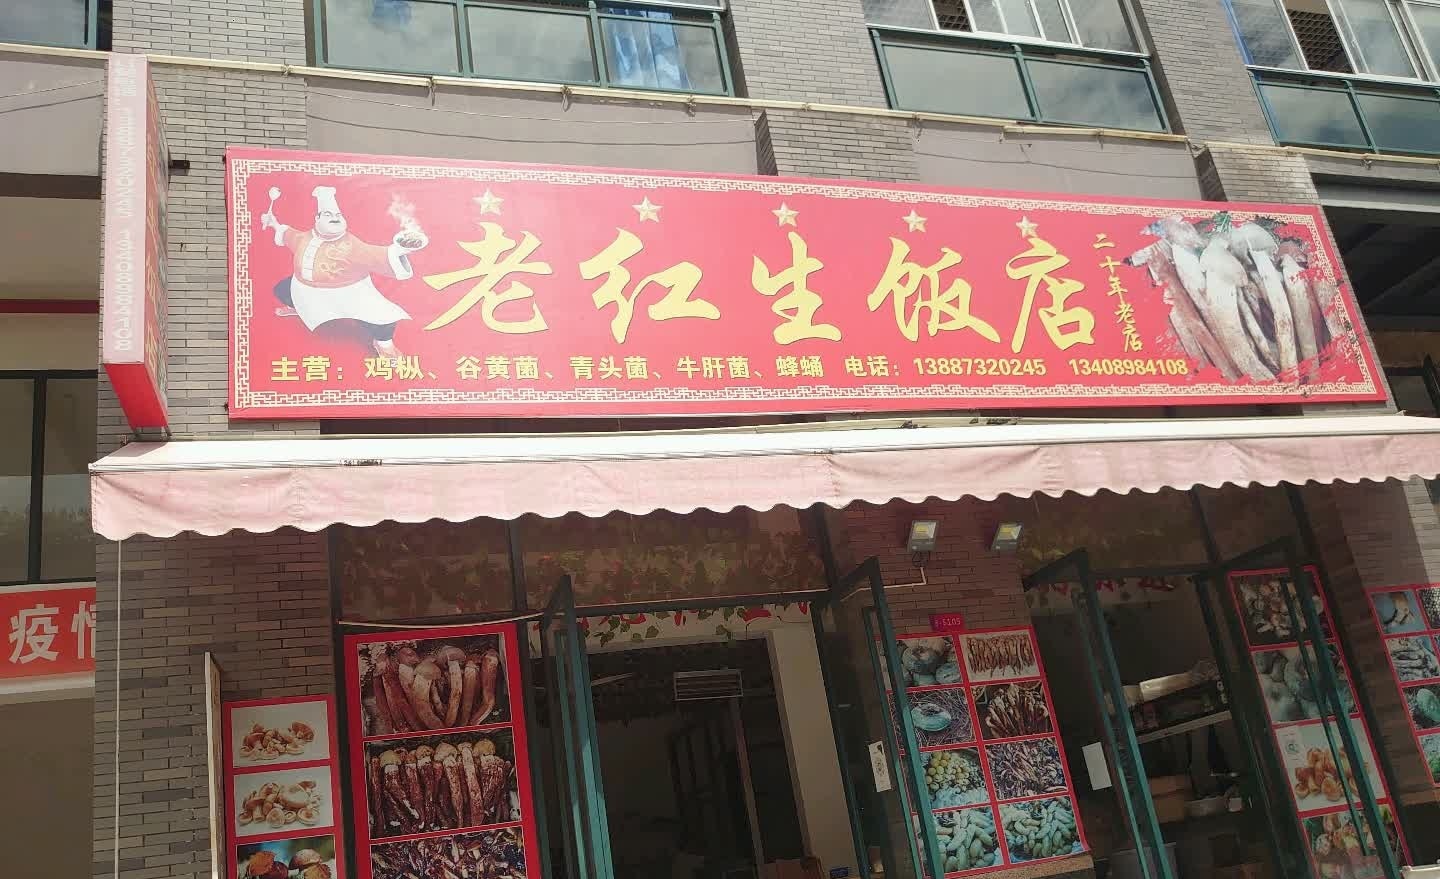 老红生饭店
二十年老店
主营：鸡枞、谷黄菌、青头菌、牛肝菌、蜂蛹 电话：13887320245 13408984108
疫情